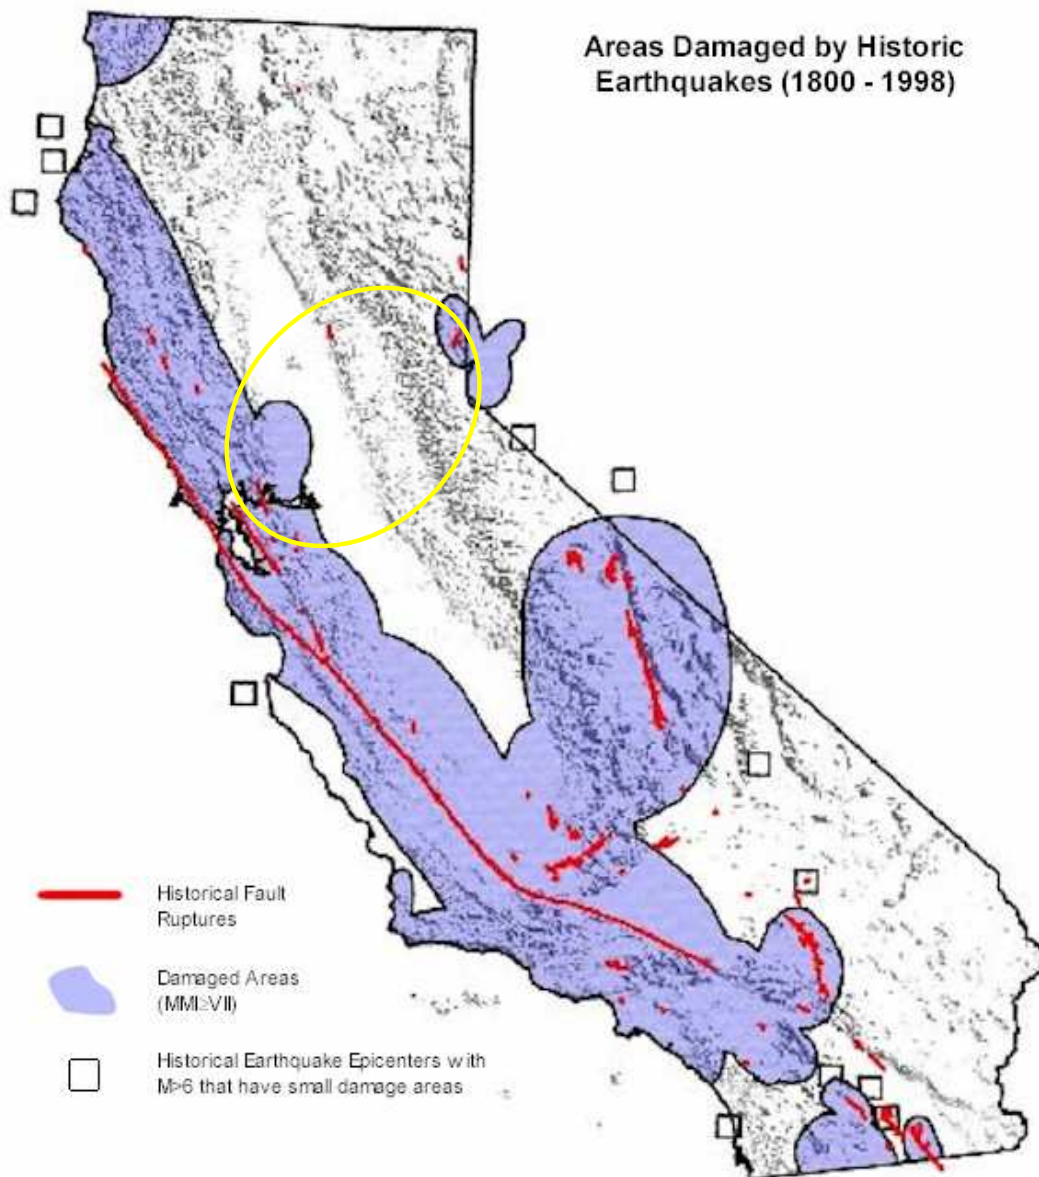 Areas Damaged by Historic
Earthquakes (1800 - 1998)
Historical Fault
Ruptures
Damaged Areas
(MMI≥VII)
Historical Earthquake Epicenters with
M>6 that have small damage areas